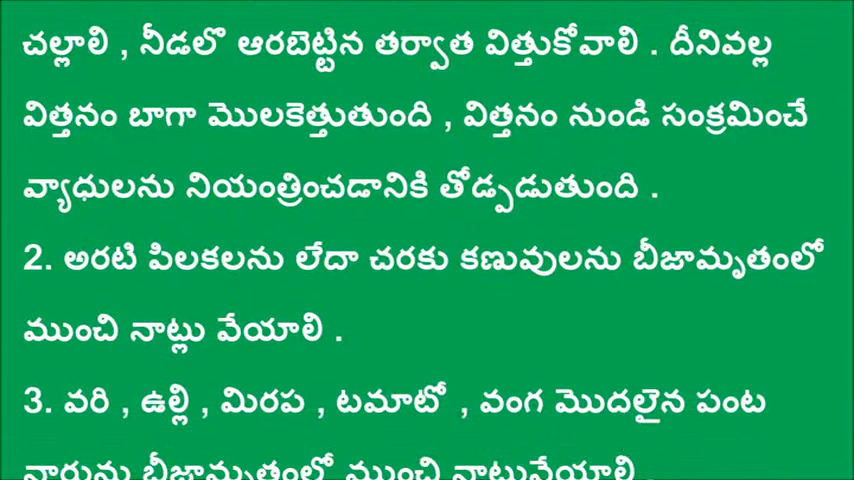 చల్లాలి , నీడలొ ఆరబెట్టిన తర్వాత విత్తుకోవాలి . దీనివల్ల
విత్తనం బాగా మొలకెత్తుతుంది , విత్తనం నుండి సంక్రమించే
వ్యాధులను నియంత్రించడానికి తోడ్పడుతుంది .
2. అరటి పిలకలను లేదా చరకు కణువులను బీజామృతంలో
ముంచి నాట్లు వేయాలి .
3. వరి , ఉల్లి , మిరప , టమాటో , వంగ మొదలైన పంట
నారును బీజామృతంలో ముంచి నాటువేయాలి .